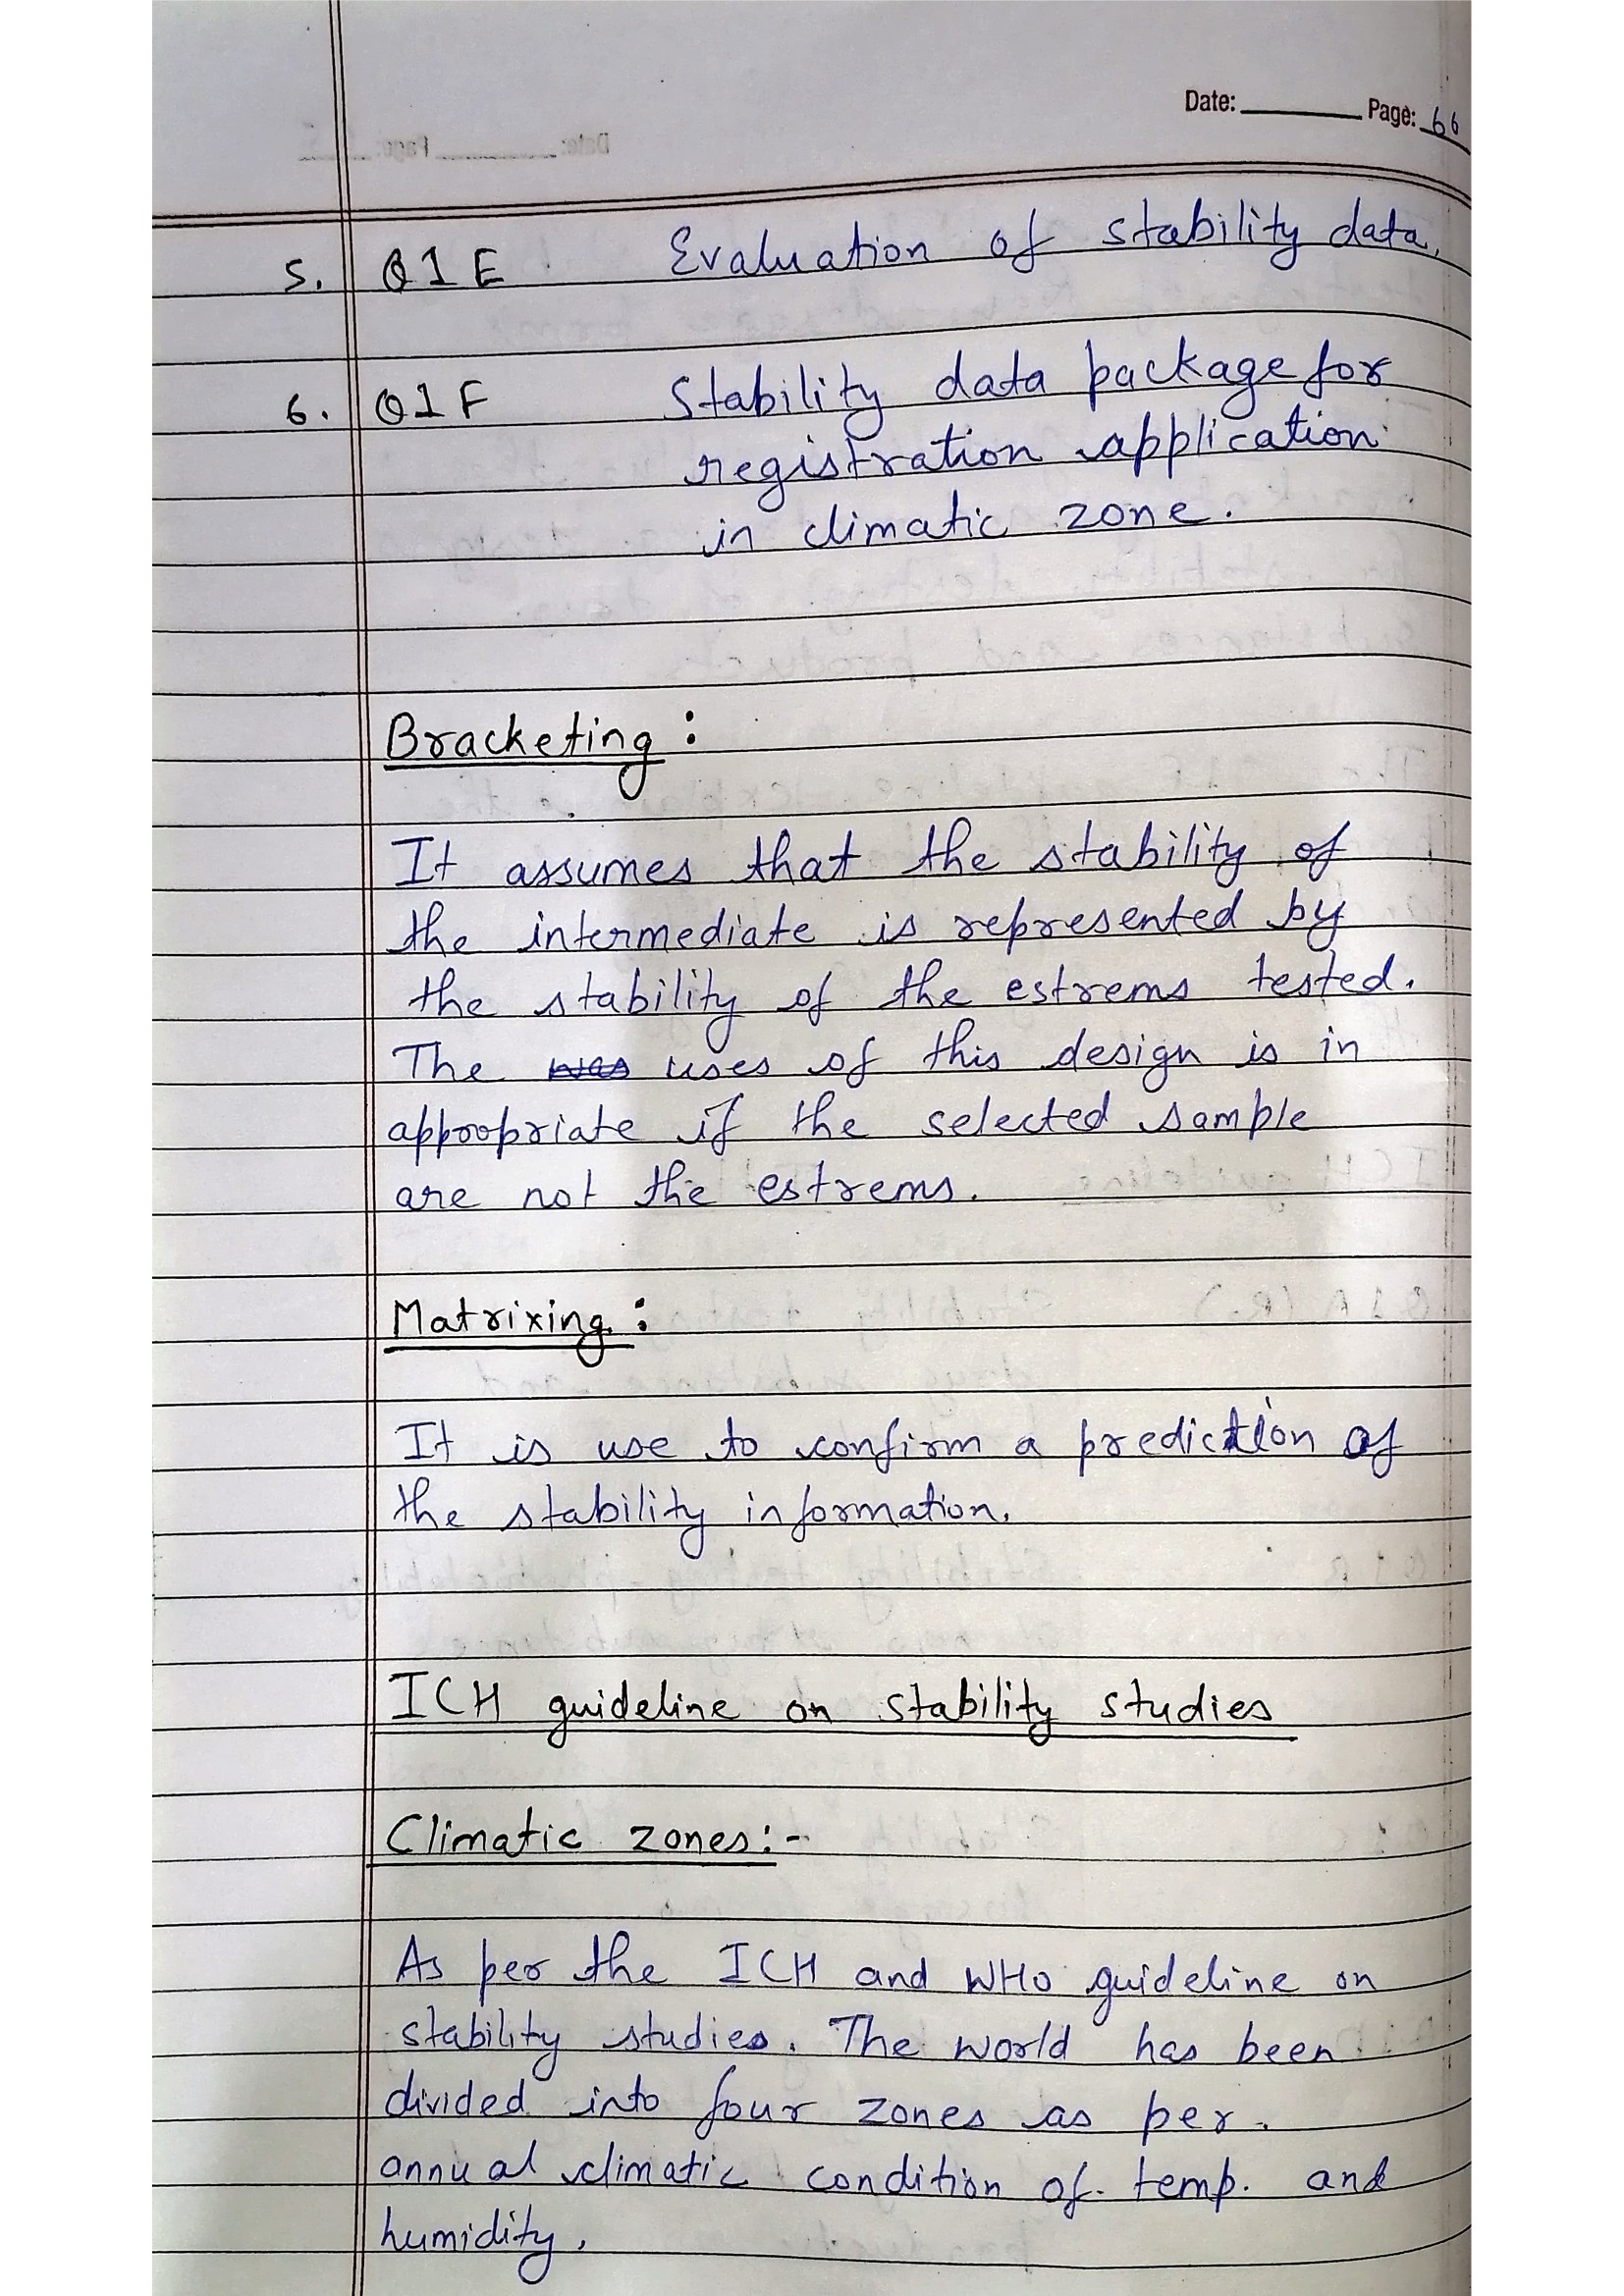 Date: Page: 66
5. Q1E Evaluation of stability data.
6. Q1F Stability data package for
registration application
in climatic zone.
Bracketing :
It assumes that the stability of
the intermediate is represented by
the stability of the estrems tested.
The was uses of this design is in
appropriate if the selected sample
are not the estrems.
Matrixing :
It is use to confirm a prediction of
the stability information.
ICH guideline on stability studies
Climatic zones:-
As per the ICH and WHO guideline on
stability studies. The world has been
divided into four zones as per
annual climatic condition of temp. and
humidity.